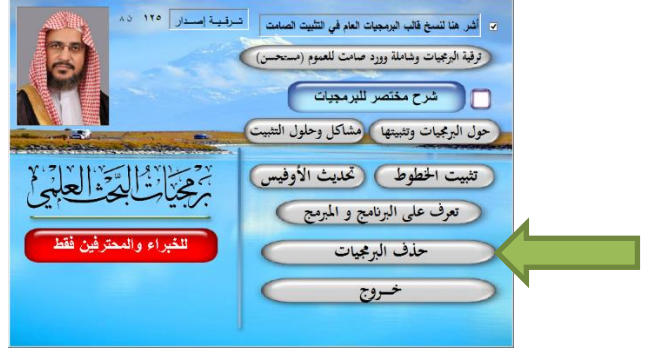 أشر هنا لنسخ قالب البرمجيات العام في التثبيت الصامت
ترقية إصدار ١٢٥ ن ٨
ترقية البرمجيات وشاملة وورد صامت للعموم (مستحسن)
شرح مختصر للبرمجيات
حول البرمجيات وتثبيتها
مشاكل وحلول التثبيت
برمجيات البحث العلمي
للخبراء والمحترفين فقط
تثبيت الخطوط
تحديث الأوفيس
تعرف على البرنامج و المبرمج
حذف البرمجيات
خروج